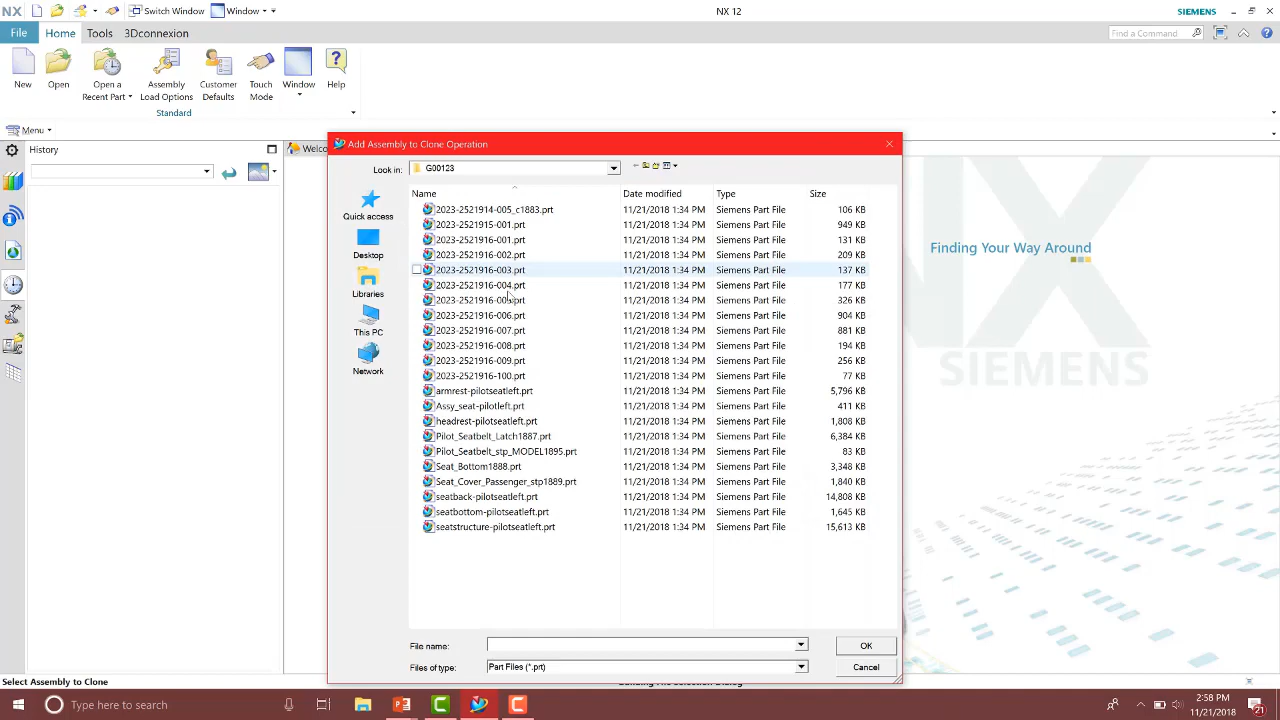 NX Switch Window Window NX 12 SIEMENS
File Home Tools 3Dconnexion Find a Command
New Open Open a Recent Part Assembly Load Options Customer Defaults Touch Mode Window Help
Standard
Menu
History
Welco
Add Assembly to Clone Operation
Look in: G00123
Name Date modified Type Size
2023-2521914-005_c1883.prt 11/21/2018 1:34 PM Siemens Part File 106 KB
2023-2521915-001.prt 11/21/2018 1:34 PM Siemens Part File 949 KB
2023-2521916-001.prt 11/21/2018 1:34 PM Siemens Part File 131 KB
2023-2521916-002.prt 11/21/2018 1:34 PM Siemens Part File 209 KB
2023-2521916-003.prt 11/21/2018 1:34 PM Siemens Part File 137 KB
2023-2521916-004.prt 11/21/2018 1:34 PM Siemens Part File 177 KB
2023-2521916-005.prt 11/21/2018 1:34 PM Siemens Part File 326 KB
2023-2521916-006.prt 11/21/2018 1:34 PM Siemens Part File 904 KB
2023-2521916-007.prt 11/21/2018 1:34 PM Siemens Part File 881 KB
2023-2521916-008.prt 11/21/2018 1:34 PM Siemens Part File 194 KB
2023-2521916-009.prt 11/21/2018 1:34 PM Siemens Part File 256 KB
2023-2521916-100.prt 11/21/2018 1:34 PM Siemens Part File 77 KB
armrest-pilotseatleft.prt 11/21/2018 1:34 PM Siemens Part File 5,796 KB
Assy_seat-pilotleft.prt 11/21/2018 1:34 PM Siemens Part File 411 KB
headrest-pilotseatleft.prt 11/21/2018 1:34 PM Siemens Part File 1,808 KB
Pilot_Seatbelt_Latch1887.prt 11/21/2018 1:34 PM Siemens Part File 6,384 KB
Pilot_Seatbelt_stp_MODEL1895.prt 11/21/2018 1:34 PM Siemens Part File 83 KB
Seat_Bottom1888.prt 11/21/2018 1:34 PM Siemens Part File 3,348 KB
Seat_Cover_Passenger_stp1889.prt 11/21/2018 1:34 PM Siemens Part File 1,840 KB
seatback-pilotseatleft.prt 11/21/2018 1:34 PM Siemens Part File 14,808 KB
seatbottom-pilotseatleft.prt 11/21/2018 1:34 PM Siemens Part File 1,645 KB
seatstructure-pilotseatleft.prt 11/21/2018 1:34 PM Siemens Part File 15,613 KB
Quick access
Desktop
Libraries
This PC
Network
File name: OK
Files of type: Part Files (*.prt) Cancel
Finding Your Way Around
NX
SIEMENS
Select Assembly to Clone
Building File Selection Dialog
Type here to search
2:58 PM
11/21/2018
21